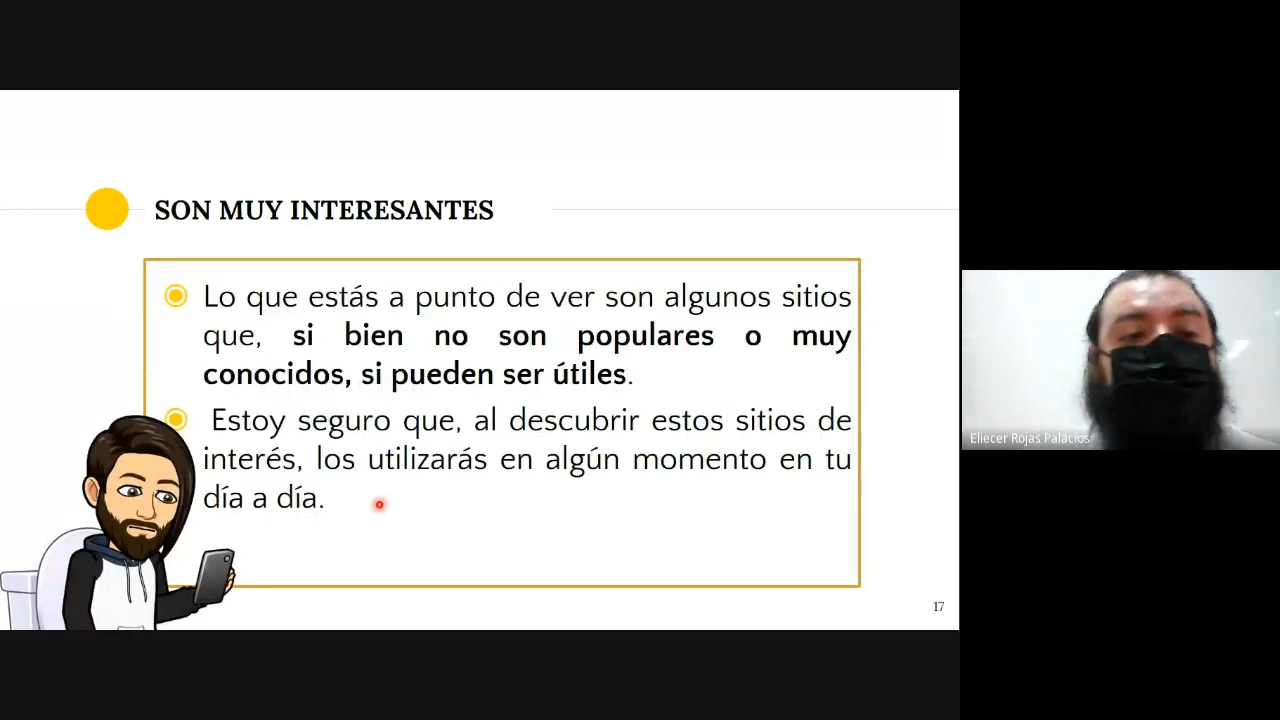 SON MUY INTERESANTES
Lo que estás a punto de ver son algunos sitios
que, si bien no son populares o muy
conocidos, si pueden ser útiles.
Estoy seguro que, al descubrir estos sitios de
interés, los utilizarás en algún momento en tu
día a día.
17
Eliecer Rojas Palacios